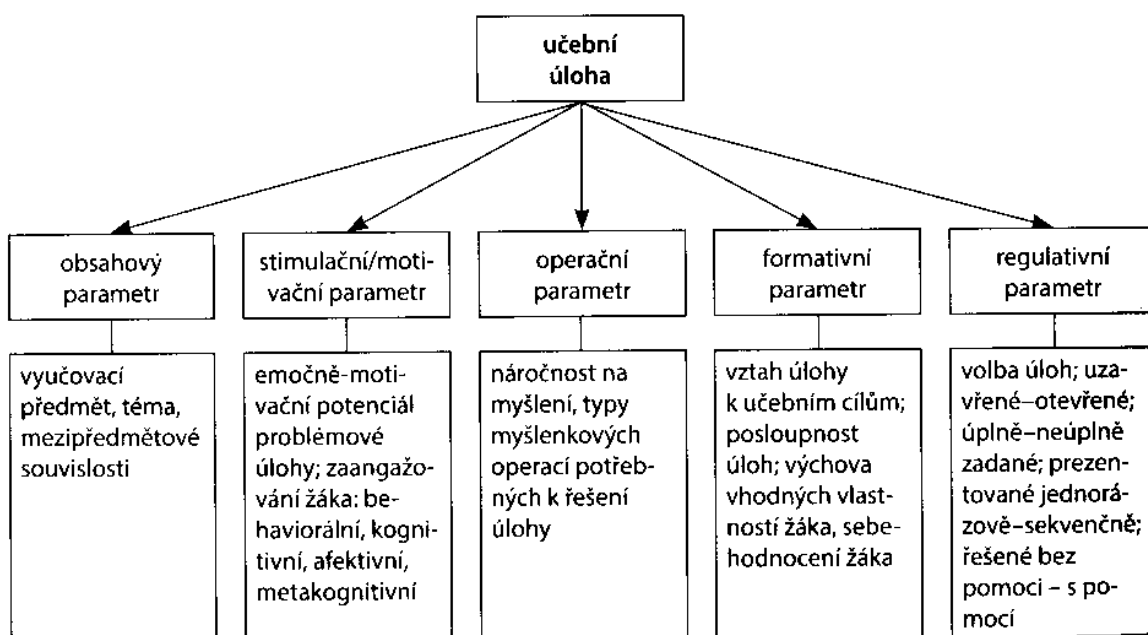 učební
úloha
obsahový
parametr
stimulační/moti-
vační parametr
operační
parametr
formativní
parametr
regulativní
parametr
vyučovací
předmět, téma,
mezipředmětové
souvislosti
emočně-moti-
vační potenciál
problémové
úlohy; zaangažo-
vání žáka: be-
haviorální, kogni-
tivní, afektivní,
metakognitivní
náročnost na
myšlení, typy
myšlenkových
operací potřeb-
ných k řešení
úlohy
vztah úlohy
k učebním cílům;
posloupnost
úloh; výchova
vhodných vlast-
ností žáka, sebe-
hodnocení žáka
volba úloh; uza-
vřené–otevřené;
úplně–neúplně
zadané; prezen-
tované jednorá-
zově–sekvenčně;
řešené bez
pomoci – s po-
mocí